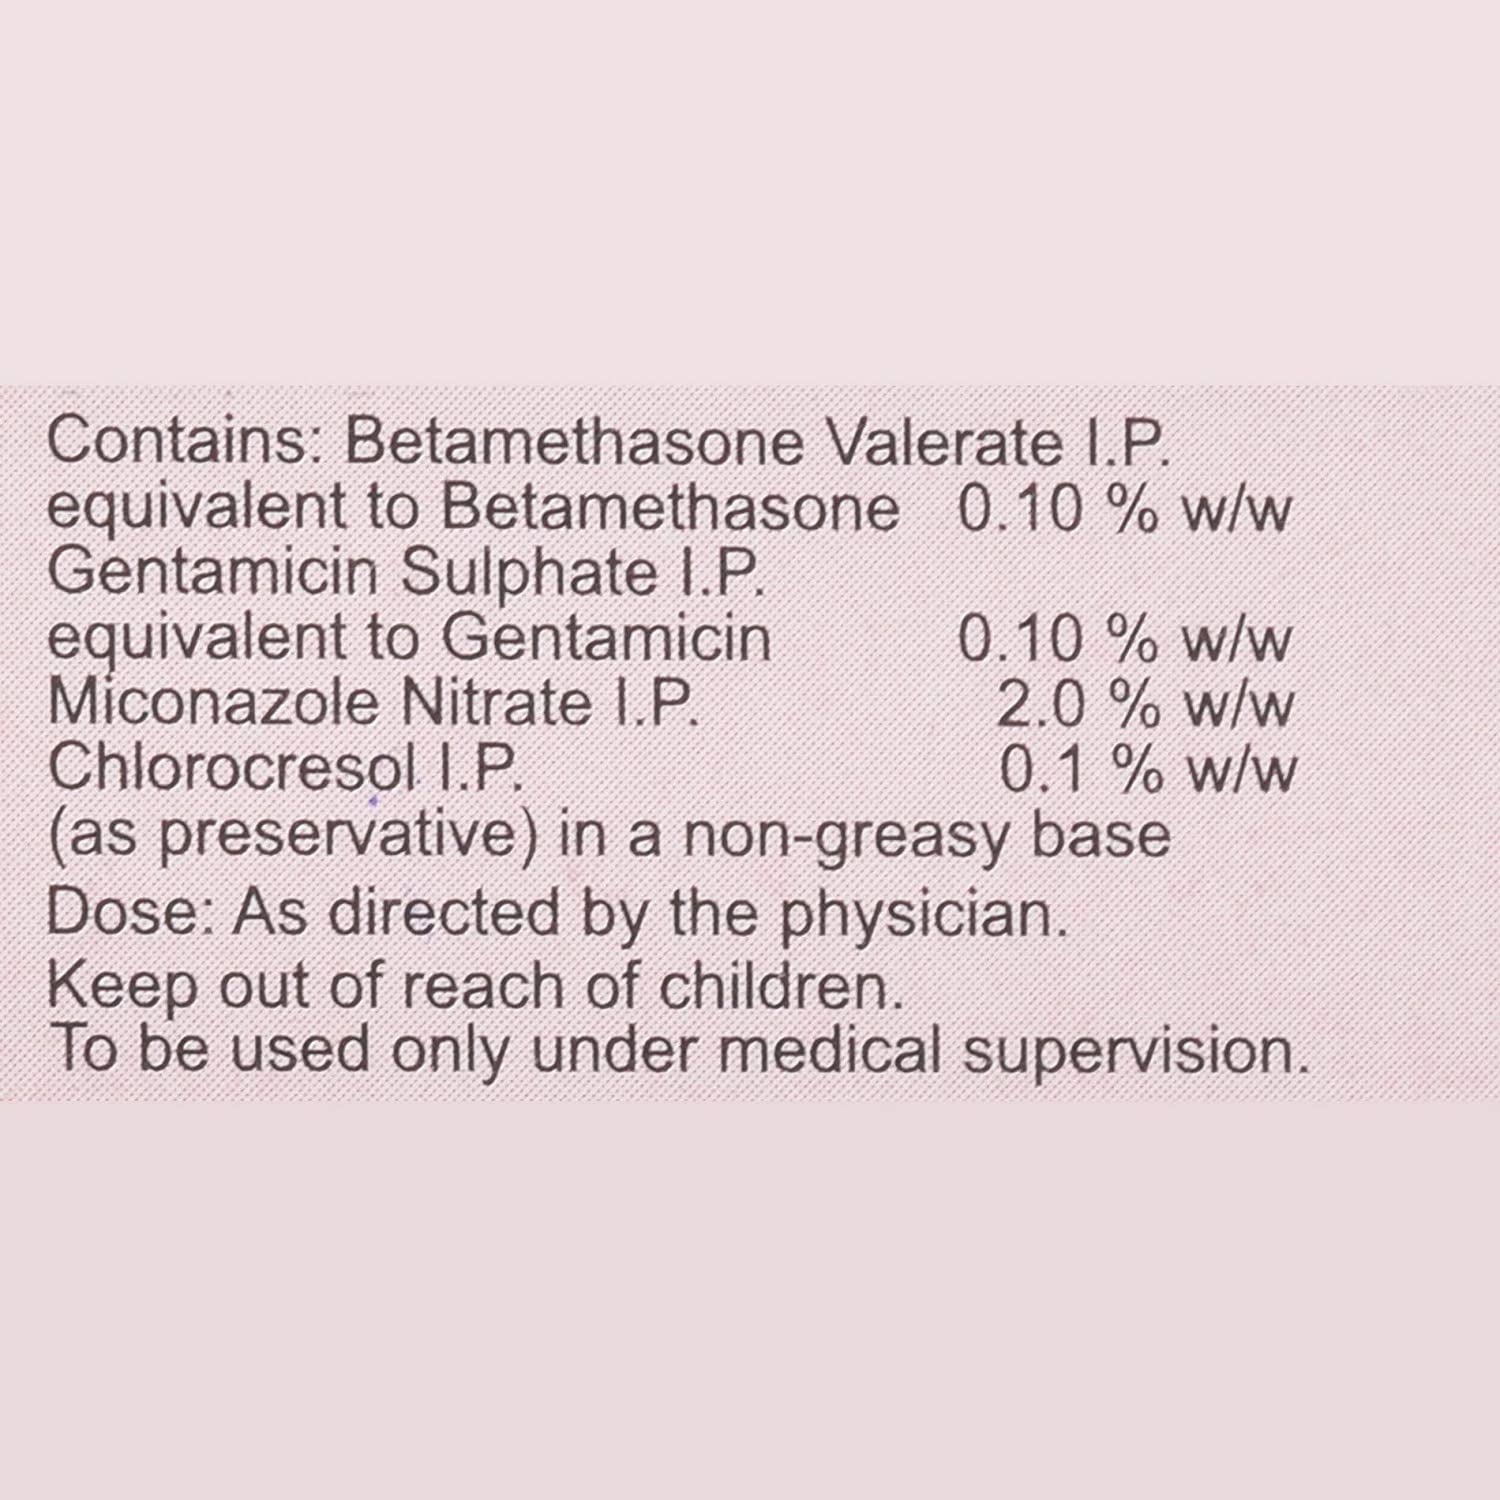 Contains: Betamethasone Valerate I.P.
equivalent to Betamethasone 0.10 % w/w
Gentamicin Sulphate I.P.
equivalent to Gentamicin 0.10 % w/w
Miconazole Nitrate I.P. 2.0 % w/w
Chlorocresol I.P. 0.1 % w/w
(as preservative) in a non-greasy base
Dose: As directed by the physician.
Keep out of reach of children.
To be used only under medical supervision.